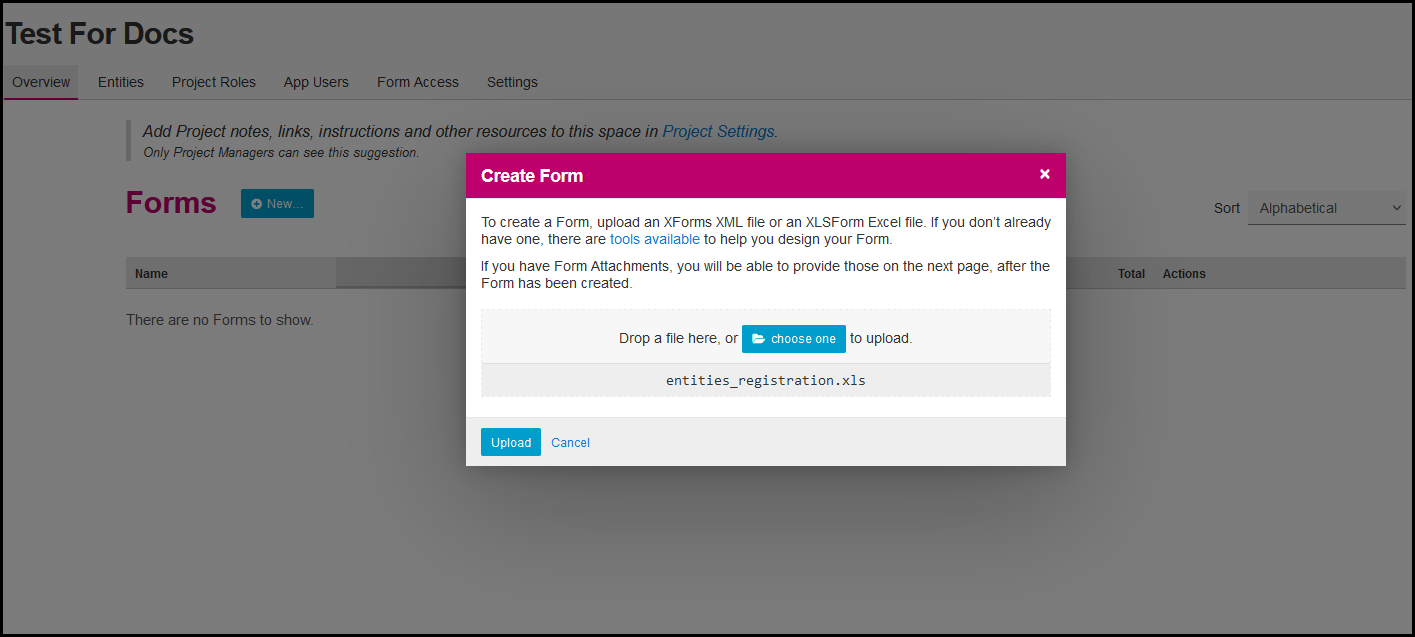 Test For Docs
Overview Entities Project Roles App Users Form Access Settings
Add Project notes, links, instructions and other resources to this space in Project Settings.
Only Project Managers can see this suggestion.
Forms New...
Sort Alphabetical
Name Total Actions
There are no Forms to show.
Create Form ×
To create a Form, upload an XForms XML file or an XLSForm Excel file. If you don't already
have one, there are tools available to help you design your Form.
If you have Form Attachments, you will be able to provide those on the next page, after the
Form has been created.
Drop a file here, or choose one to upload.
entities_registration.xls
Upload Cancel